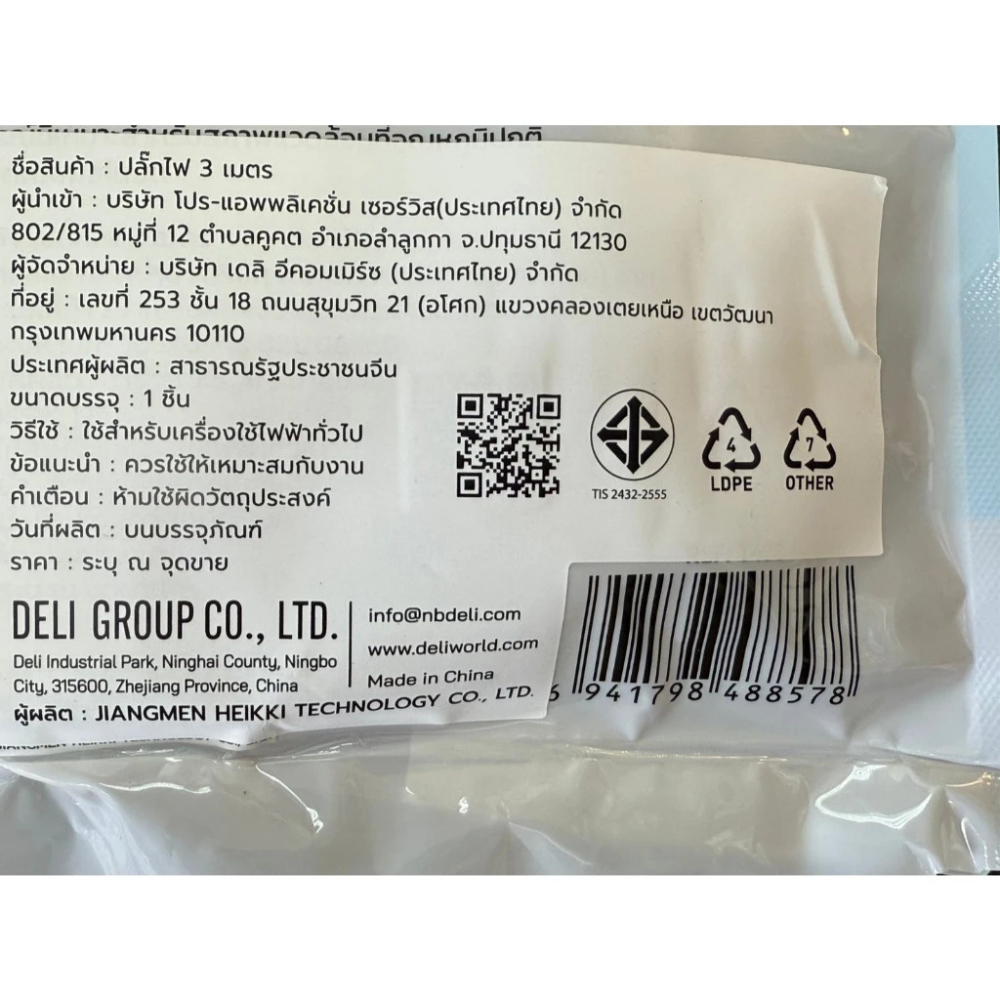 ชื่อสินค้า : ปลั๊กไฟ 3 เมตร
ผู้นำเข้า : บริษัท โปร-แอพพลิเคชั่น เซอร์วิส(ประเทศไทย) จำกัด
802/815 หมู่ที่ 12 ตำบลคูคต อำเภอลำลูกกา จ.ปทุมธานี 12130
ผู้จัดจำหน่าย : บริษัท เดลิ อีคอมเมิร์ซ (ประเทศไทย) จำกัด
ที่อยู่ : เลขที่ 253 ชั้น 18 ถนนสุขุมวิท 21 (อโศก) แขวงคลองเตยเหนือ เขตวัฒนา
กรุงเทพมหานคร 10110
ประเทศผู้ผลิต : สาธารณรัฐประชาชนจีน
ขนาดบรรจุ : 1 ชิ้น
วิธีใช้ : ใช้สำหรับเครื่องใช้ไฟฟ้าทั่วไป
ข้อแนะนำ : ควรใช้ให้เหมาะสมกับงาน
คำเตือน : ห้ามใช้ผิดวัตถุประสงค์
วันที่ผลิต : บนบรรจุภัณฑ์
ราคา : ระบุ ณ จุดขาย
TIS 2432-2555
4
LDPE
7
OTHER
DELI GROUP CO., LTD.
Deli Industrial Park, Ninghai County, Ningbo
City, 315600, Zhejiang Province, China
info@nbdeli.com
www.deliworld.com
Made in China
ผู้ผลิต : JIANGMEN HEIKKI TECHNOLOGY CO., LTD.
6 941798 488578